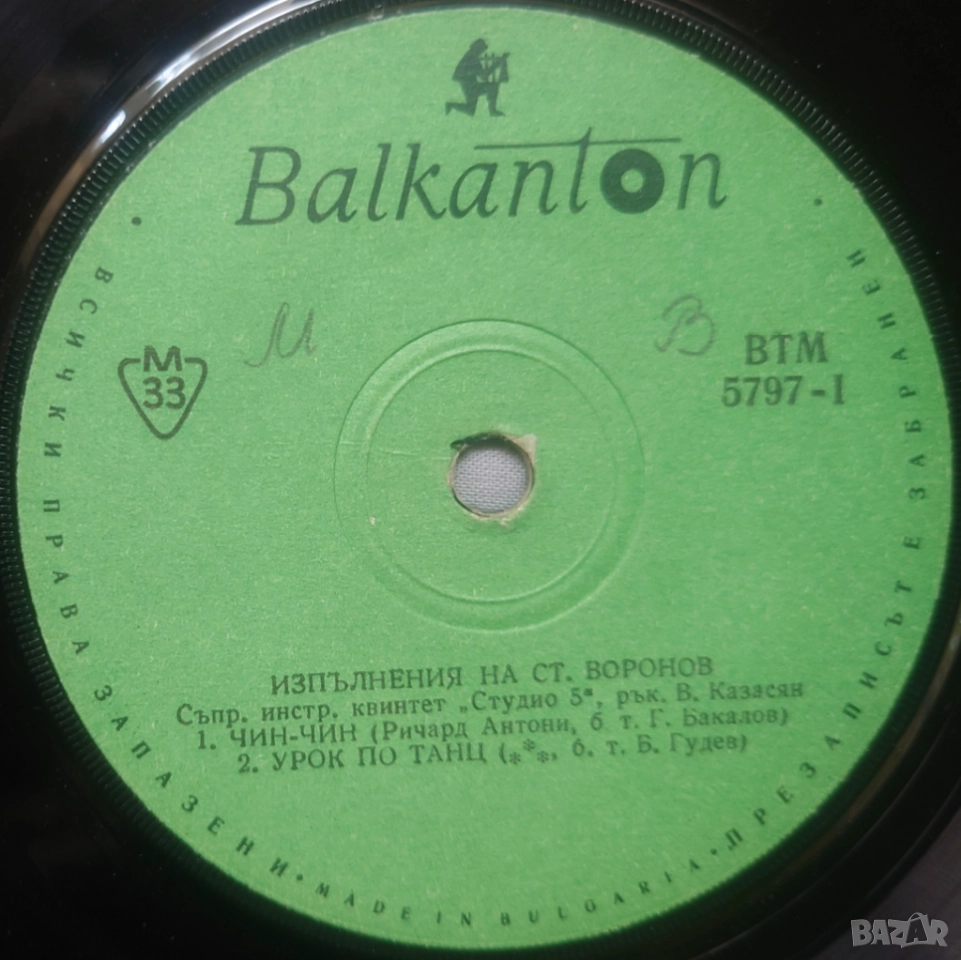 Balkanton
М В
М
33
ВТМ
5797-I
ИЗПЪЛНЕНИЯ НА СТ. ВОРОНОВ
Съпр. инстр. квинтет „Студио 5", рък. В. Казасян
1. ЧИН-ЧИН (Ричард Антони, б. т. Г. Бакалов)
2. УРОК ПО ТАНЦ (***, б. т. Б. Гудев)
• ВСИЧКИ ПРАВА ЗАПАЗЕНИ • MADE IN BULGARIA • ПРЕЗАПИСЪТ Е ЗАБРАНЕН •
BAZAR